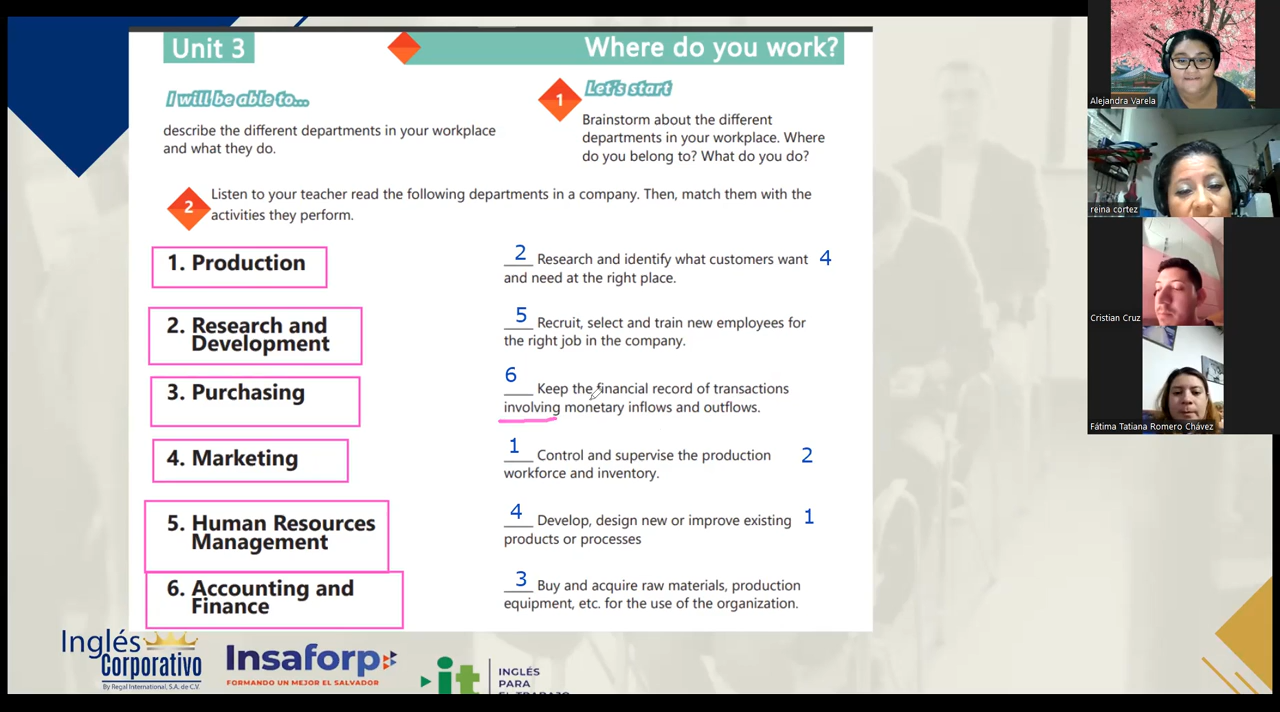 Unit 3
Where do you work?
I will be able to...
describe the different departments in your workplace
and what they do.
1
Let's start
Brainstorm about the different
departments in your workplace. Where
do you belong to? What do you do?
2
Listen to your teacher read the following departments in a company. Then, match them with the
activities they perform.
1. Production
2. Research and
Development
3. Purchasing
4. Marketing
5. Human Resources
Management
6. Accounting and
Finance
2 Research and identify what customers want 4
and need at the right place.
5 Recruit, select and train new employees for
the right job in the company.
6 Keep the financial record of transactions
involving monetary inflows and outflows.
1 Control and supervise the production 2
workforce and inventory.
4 Develop, design new or improve existing 1
products or processes
3 Buy and acquire raw materials, production
equipment, etc. for the use of the organization.
Inglés
Corporativo
By Regal International, S.A. de C.V.
Insaforp
FORMANDO UN MEJOR EL SALVADOR
it
INGLÉS
PARA
EL TRABAJO
Alejandra Varela
reina cortez
Cristian Cruz
Fátima Tatiana Romero Chávez